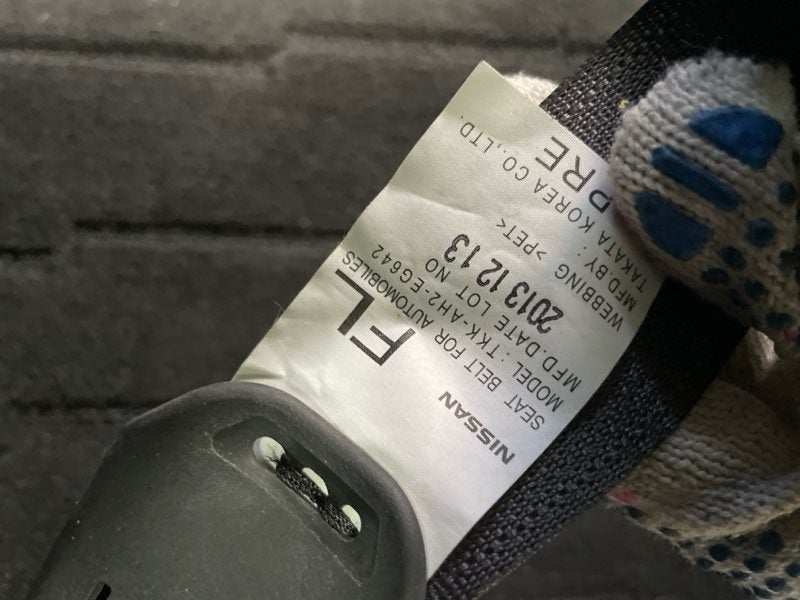 NISSAN
FL
SEAT BELT FOR AUTOMOBILES
MODEL : TKK-AH2-EG642
MFD.DATE LOT NO
2013 12 13
WEBBING >PET<
MFD BY :
TAKATA KOREA CO.,LTD.
PRE